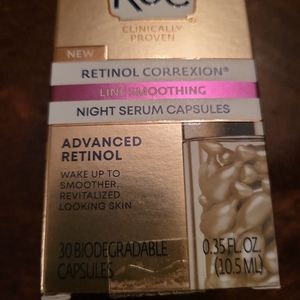 RoC
CLINICALLY
PROVEN
NEW
RETINOL CORREXION®
LINE SMOOTHING
NIGHT SERUM CAPSULES
ADVANCED
RETINOL
WAKE UP TO
SMOOTHER,
REVITALIZED
LOOKING SKIN
30 BIODEGRADABLE
CAPSULES
0.35 FL. OZ.
(10.5 ML)